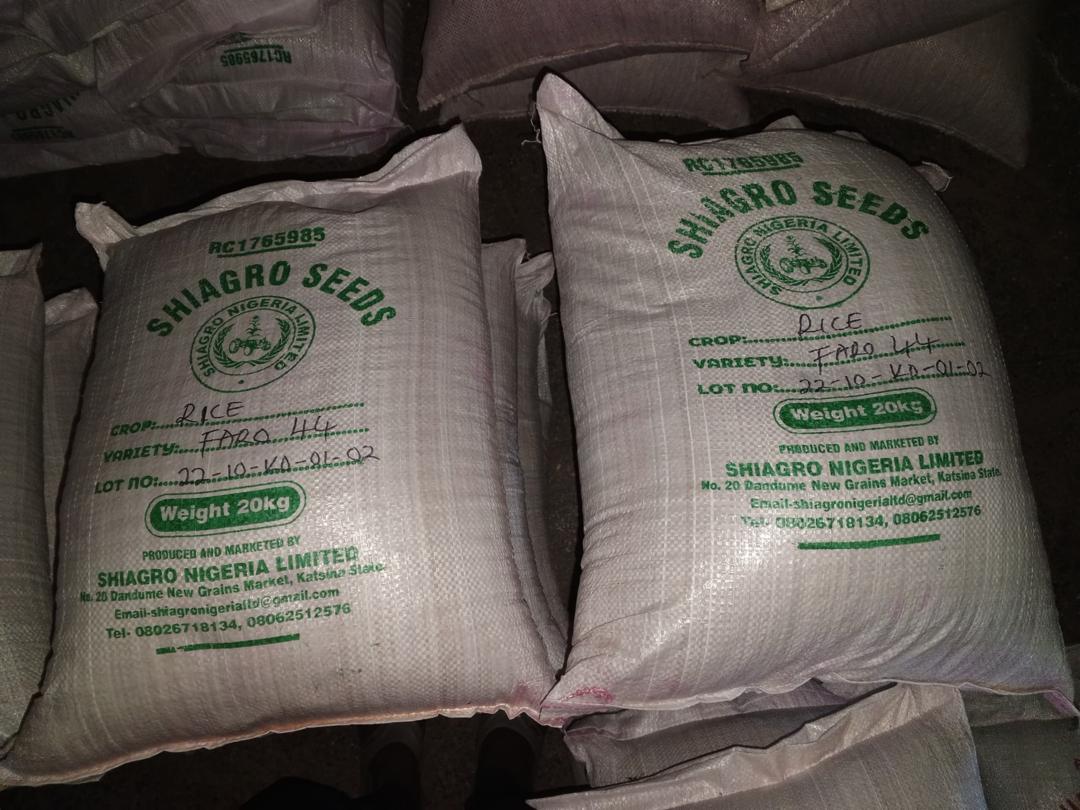 RC1765985
RC1765985
SHIAGRO SEEDS
SHIAGRO NIGERIA LIMITED
CROP: RICE
VARIETY: FARO 44
LOT NO: 22-10-KD-01-02
Weight 20kg
PRODUCED AND MARKETED BY
SHIAGRO NIGERIA LIMITED
No. 20 Dandume New Grains Market, Katsina State.
Email-shiagronigerialtd@gmail.com
Tel- 08026718134, 08062512576
RC1765985
SHIAGRO SEEDS
SHIAGRO NIGERIA LIMITED
CROP: RICE
VARIETY: FARO 44
LOT NO: 22-10-KD-01-02
Weight 20kg
PRODUCED AND MARKETED BY
SHIAGRO NIGERIA LIMITED
No. 20 Dandume New Grains Market, Katsina State.
Email-shiagronigerialtd@gmail.com
Tel- 08026718134, 08062512576